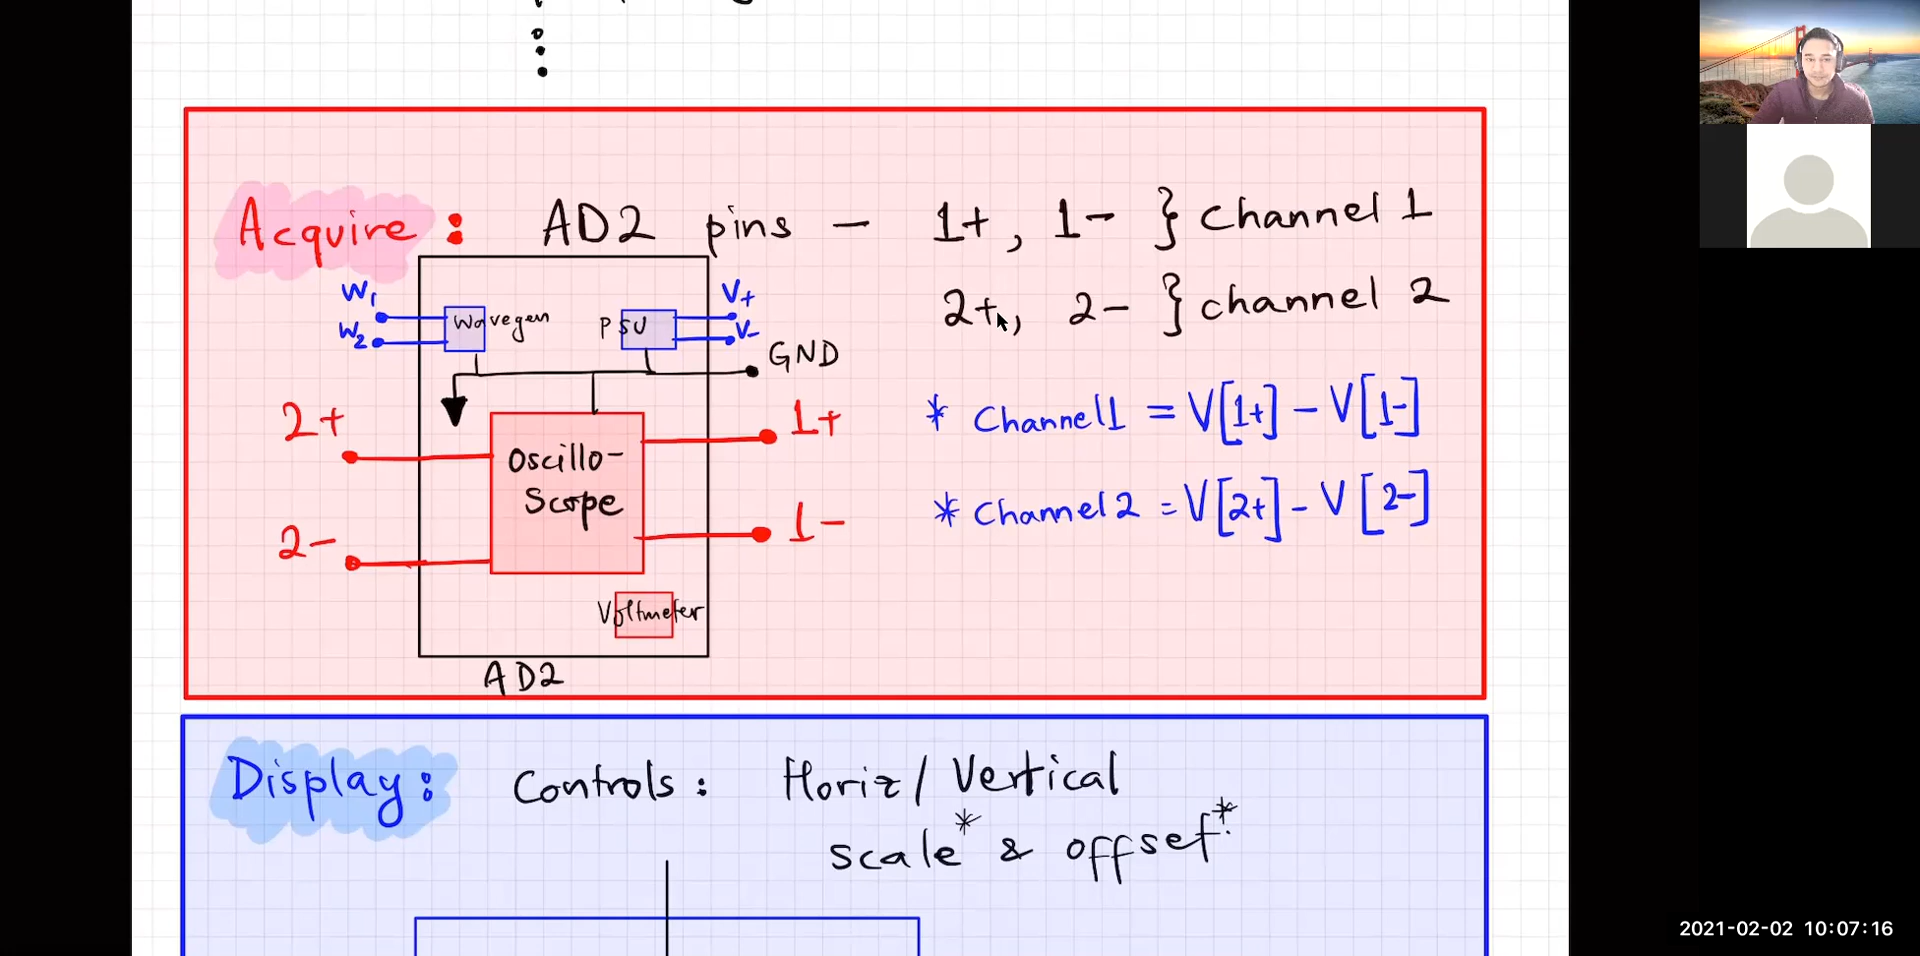 Acquire: AD2 pins - 1+, 1- } Channel 1
2+, 2- } channel 2
W1
W2
Wavegen
PSU
V+
V-
GND
2+
2-
Oscillo-
Scope
1+
1-
Voltmeter
AD2
* Channel1 = V[1+] - V[1-]
* Channel2 = V[2+] - V[2-]
Display: Controls: Horiz/Vertical
scale* & offset*.
2021-02-02 10:07:16